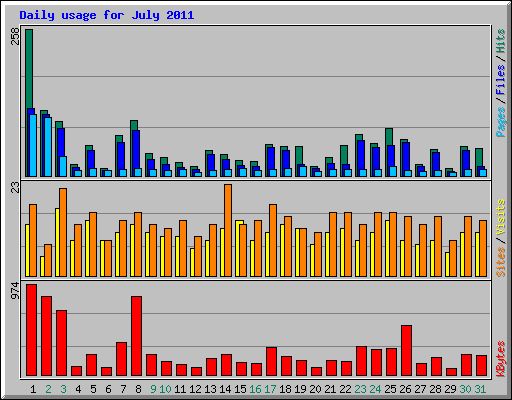 Daily usage for July 2011
258
Pages / Files / Hits
23
Sites / Visits
974
KBytes
1 2 3 4 5 6 7 8 9 10 11 12 13 14 15 16 17 18 19 20 21 22 23 24 25 26 27 28 29 30 31